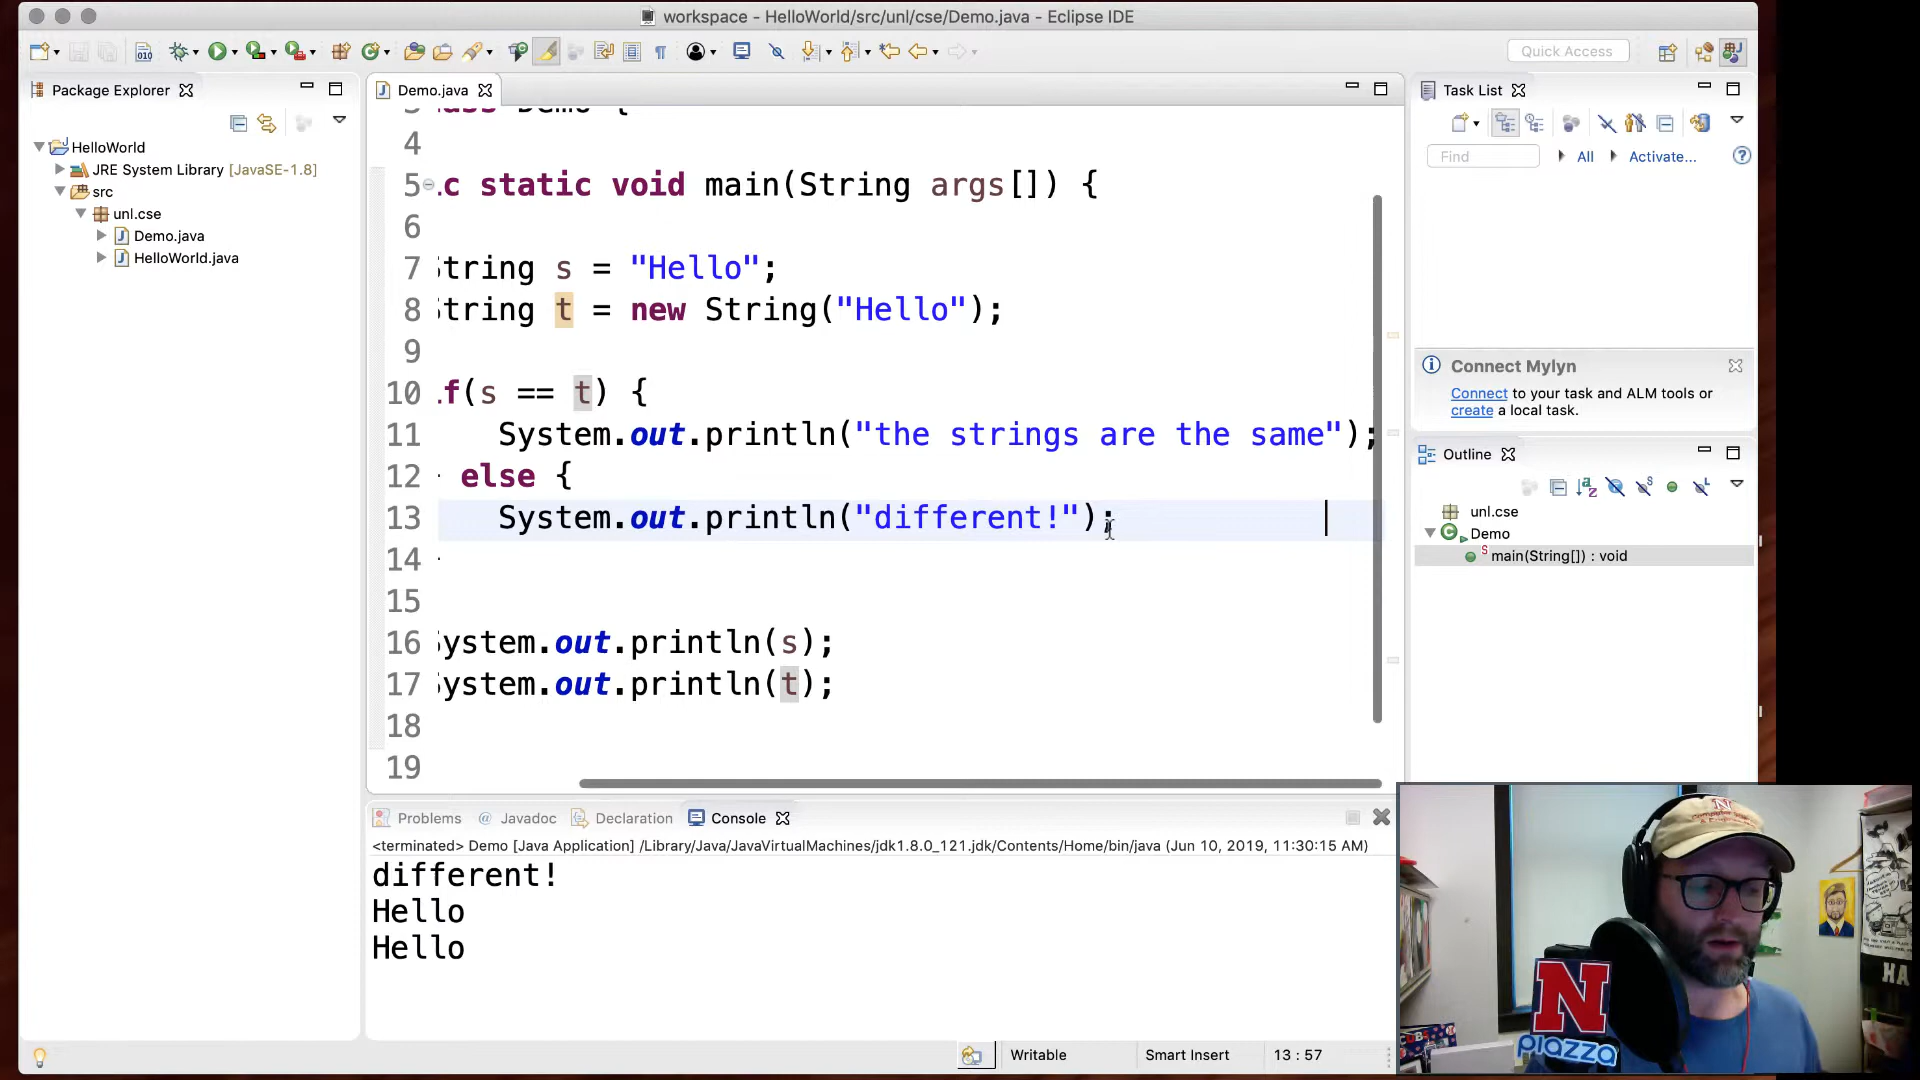 workspace - HelloWorld/src/unl/cse/Demo.java - Eclipse IDE
Quick Access
Package Explorer
HelloWorld
JRE System Library [JavaSE-1.8]
src
unl.cse
Demo.java
HelloWorld.java
Demo.java
Demo {
4
5 c static void main(String args[]) {
6
7 String s = "Hello";
8 String t = new String("Hello");
9
10 f(s == t) {
11 System.out.println("the strings are the same");
12 else {
13 System.out.println("different!");
14
15
16 System.out.println(s);
17 System.out.println(t);
18
19
Task List
Find
All
Activate...
Connect Mylyn
Connect to your task and ALM tools or
create a local task.
Outline
unl.cse
Demo
main(String[]) : void
Problems
@ Javadoc
Declaration
Console
<terminated> Demo [Java Application] /Library/Java/JavaVirtualMachines/jdk1.8.0_121.jdk/Contents/Home/bin/java (Jun 10, 2019, 11:30:15 AM)
different!
Hello
Hello
Writable
Smart Insert
13 : 57
N
piazza
HA